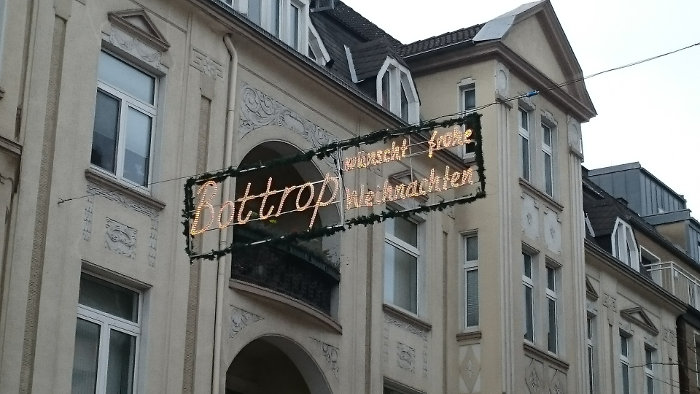 Bottrop
wünscht frohe
Weihnachten